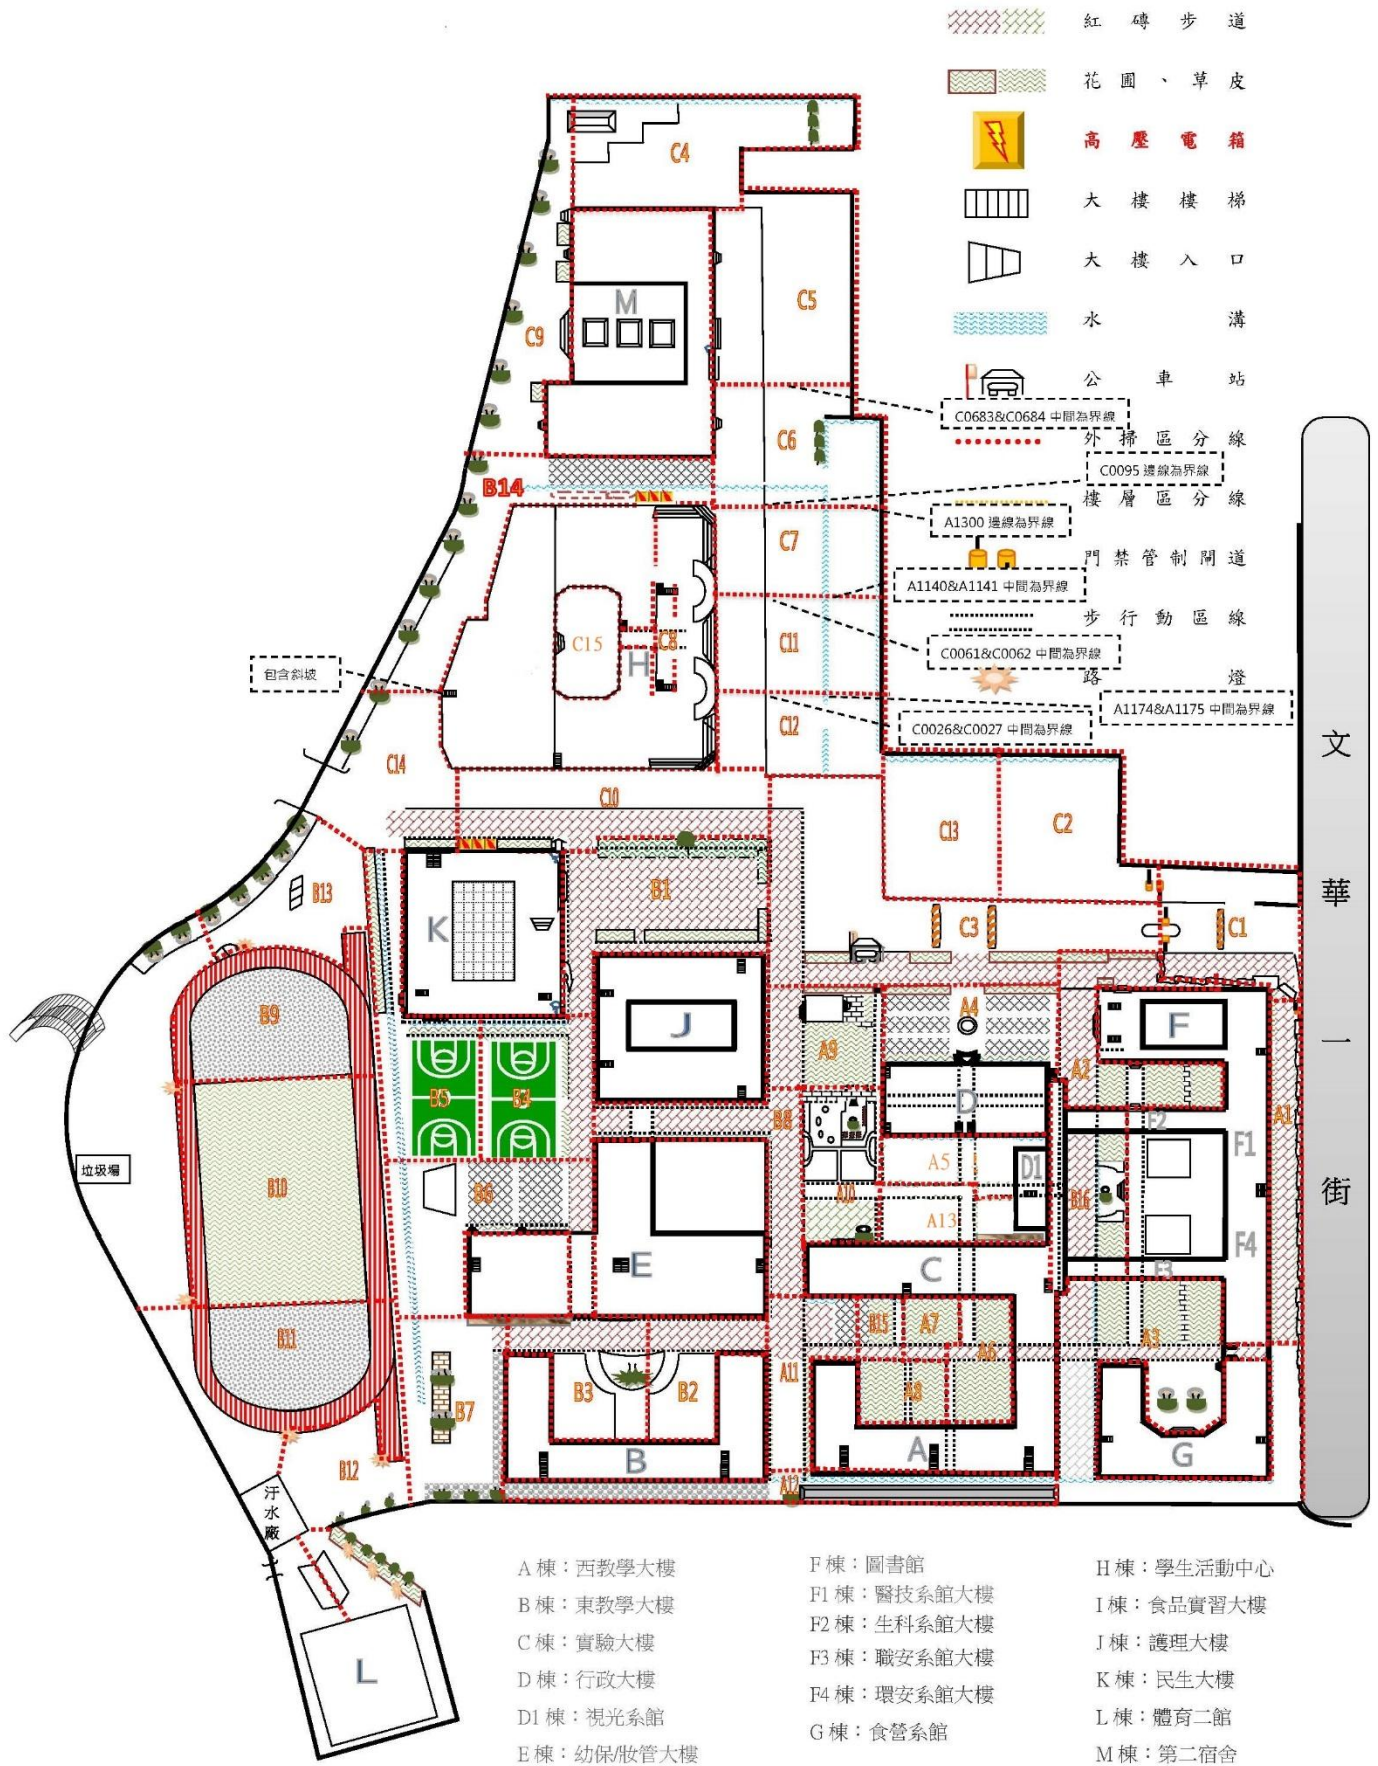 紅磚步道
花圃、草皮
高壓電箱
大樓樓梯
大樓入口
水溝
公車站
外掃區分線
樓層區分線
門禁管制閘道
步行動區線
路燈
C4
M
C5
C9
C0683&C0684 中間為界線
C6
C0095 邊線為界線
B14
A1300 邊線為界線
C7
A1140&A1141 中間為界線
C15
C8
H
C11
C0061&C0062 中間為界線
包含斜坡
A1174&A1175 中間為界線
C12
C0026&C0027 中間為界線
C14
C10
C13
C2
文華一街
B13
K
B1
C3
C1
B9
J
A4
F
A9
A2
B5
B4
D
B8
F2
A1
F1
垃圾場
B10
B6
A5
D1
A10
B16
A13
F4
E
C
F3
B11
B15
A7
A6
A3
B3
B2
A11
A8
B7
B
A
G
B12
A12
汙水廠
L
A 棟：西教學大樓
B 棟：東教學大樓
C 棟：實驗大樓
D 棟：行政大樓
D1 棟：視光系館
E 棟：幼保/妝管大樓
F 棟：圖書館
F1 棟：醫技系館大樓
F2 棟：生科系館大樓
F3 棟：職安系館大樓
F4 棟：環安系館大樓
G 棟：食營系館
H 棟：學生活動中心
I 棟：食品實習大樓
J 棟：護理大樓
K 棟：民生大樓
L 棟：體育二館
M 棟：第二宿舍